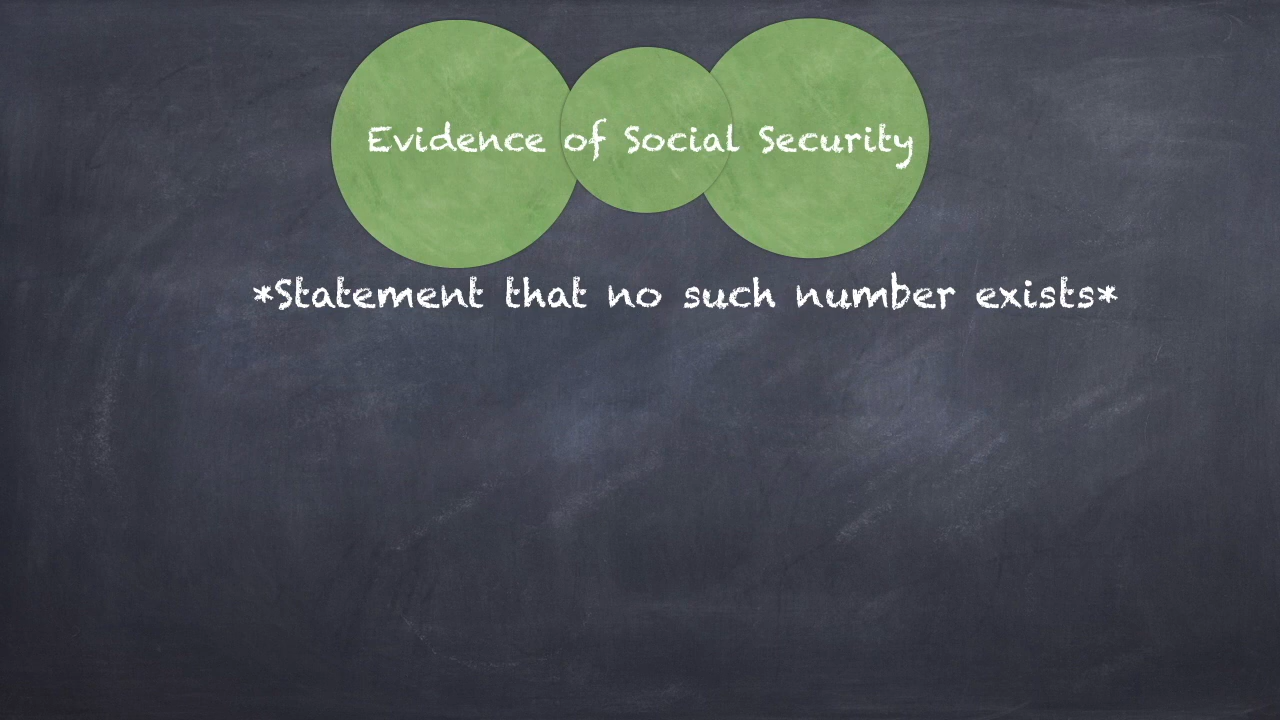 Evidence of Social Security
*Statement that no such number exists*